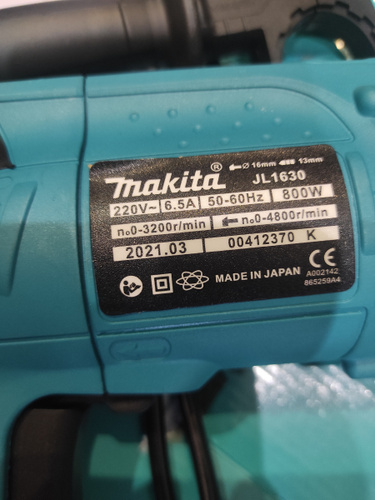 ® ⌀ 16mm 13mm
makita JL1630
220V~ 6.5A 50-60Hz 800W
n₀0-3200r/min n₀0-4800r/min
2021.03 00412370 K
CE
MADE IN JAPAN A002142
865259A4